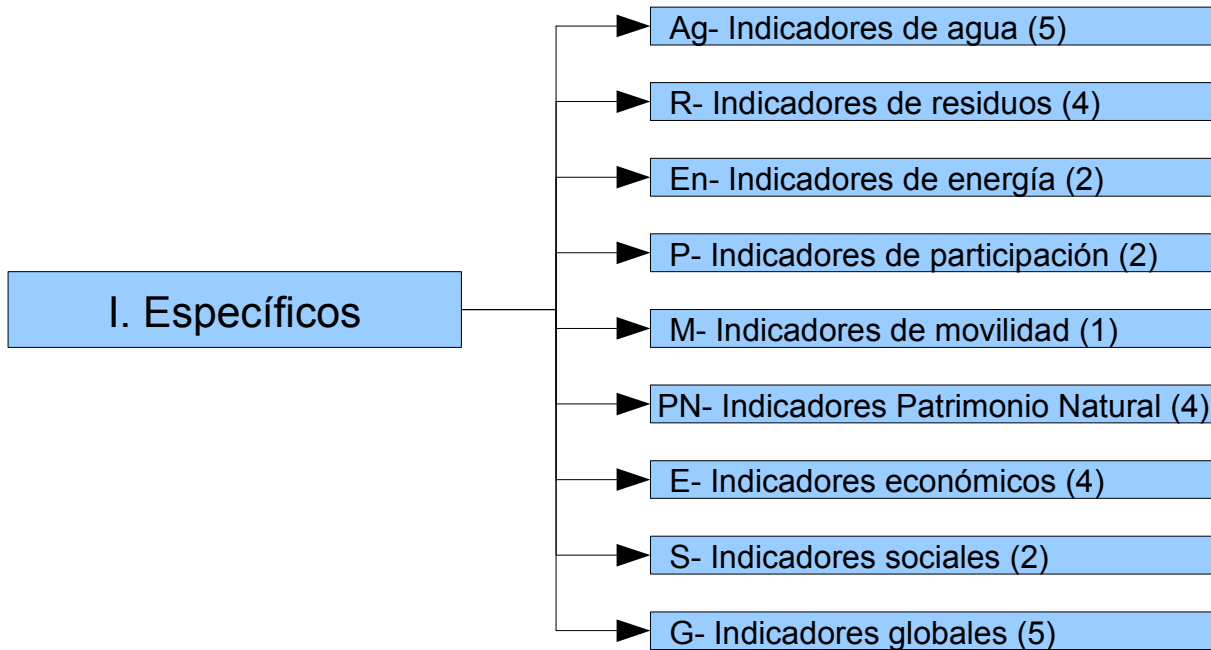 I. Específicos
Ag- Indicadores de agua (5)
R- Indicadores de residuos (4)
En- Indicadores de energía (2)
P- Indicadores de participación (2)
M- Indicadores de movilidad (1)
PN- Indicadores Patrimonio Natural (4)
E- Indicadores económicos (4)
S- Indicadores sociales (2)
G- Indicadores globales (5)